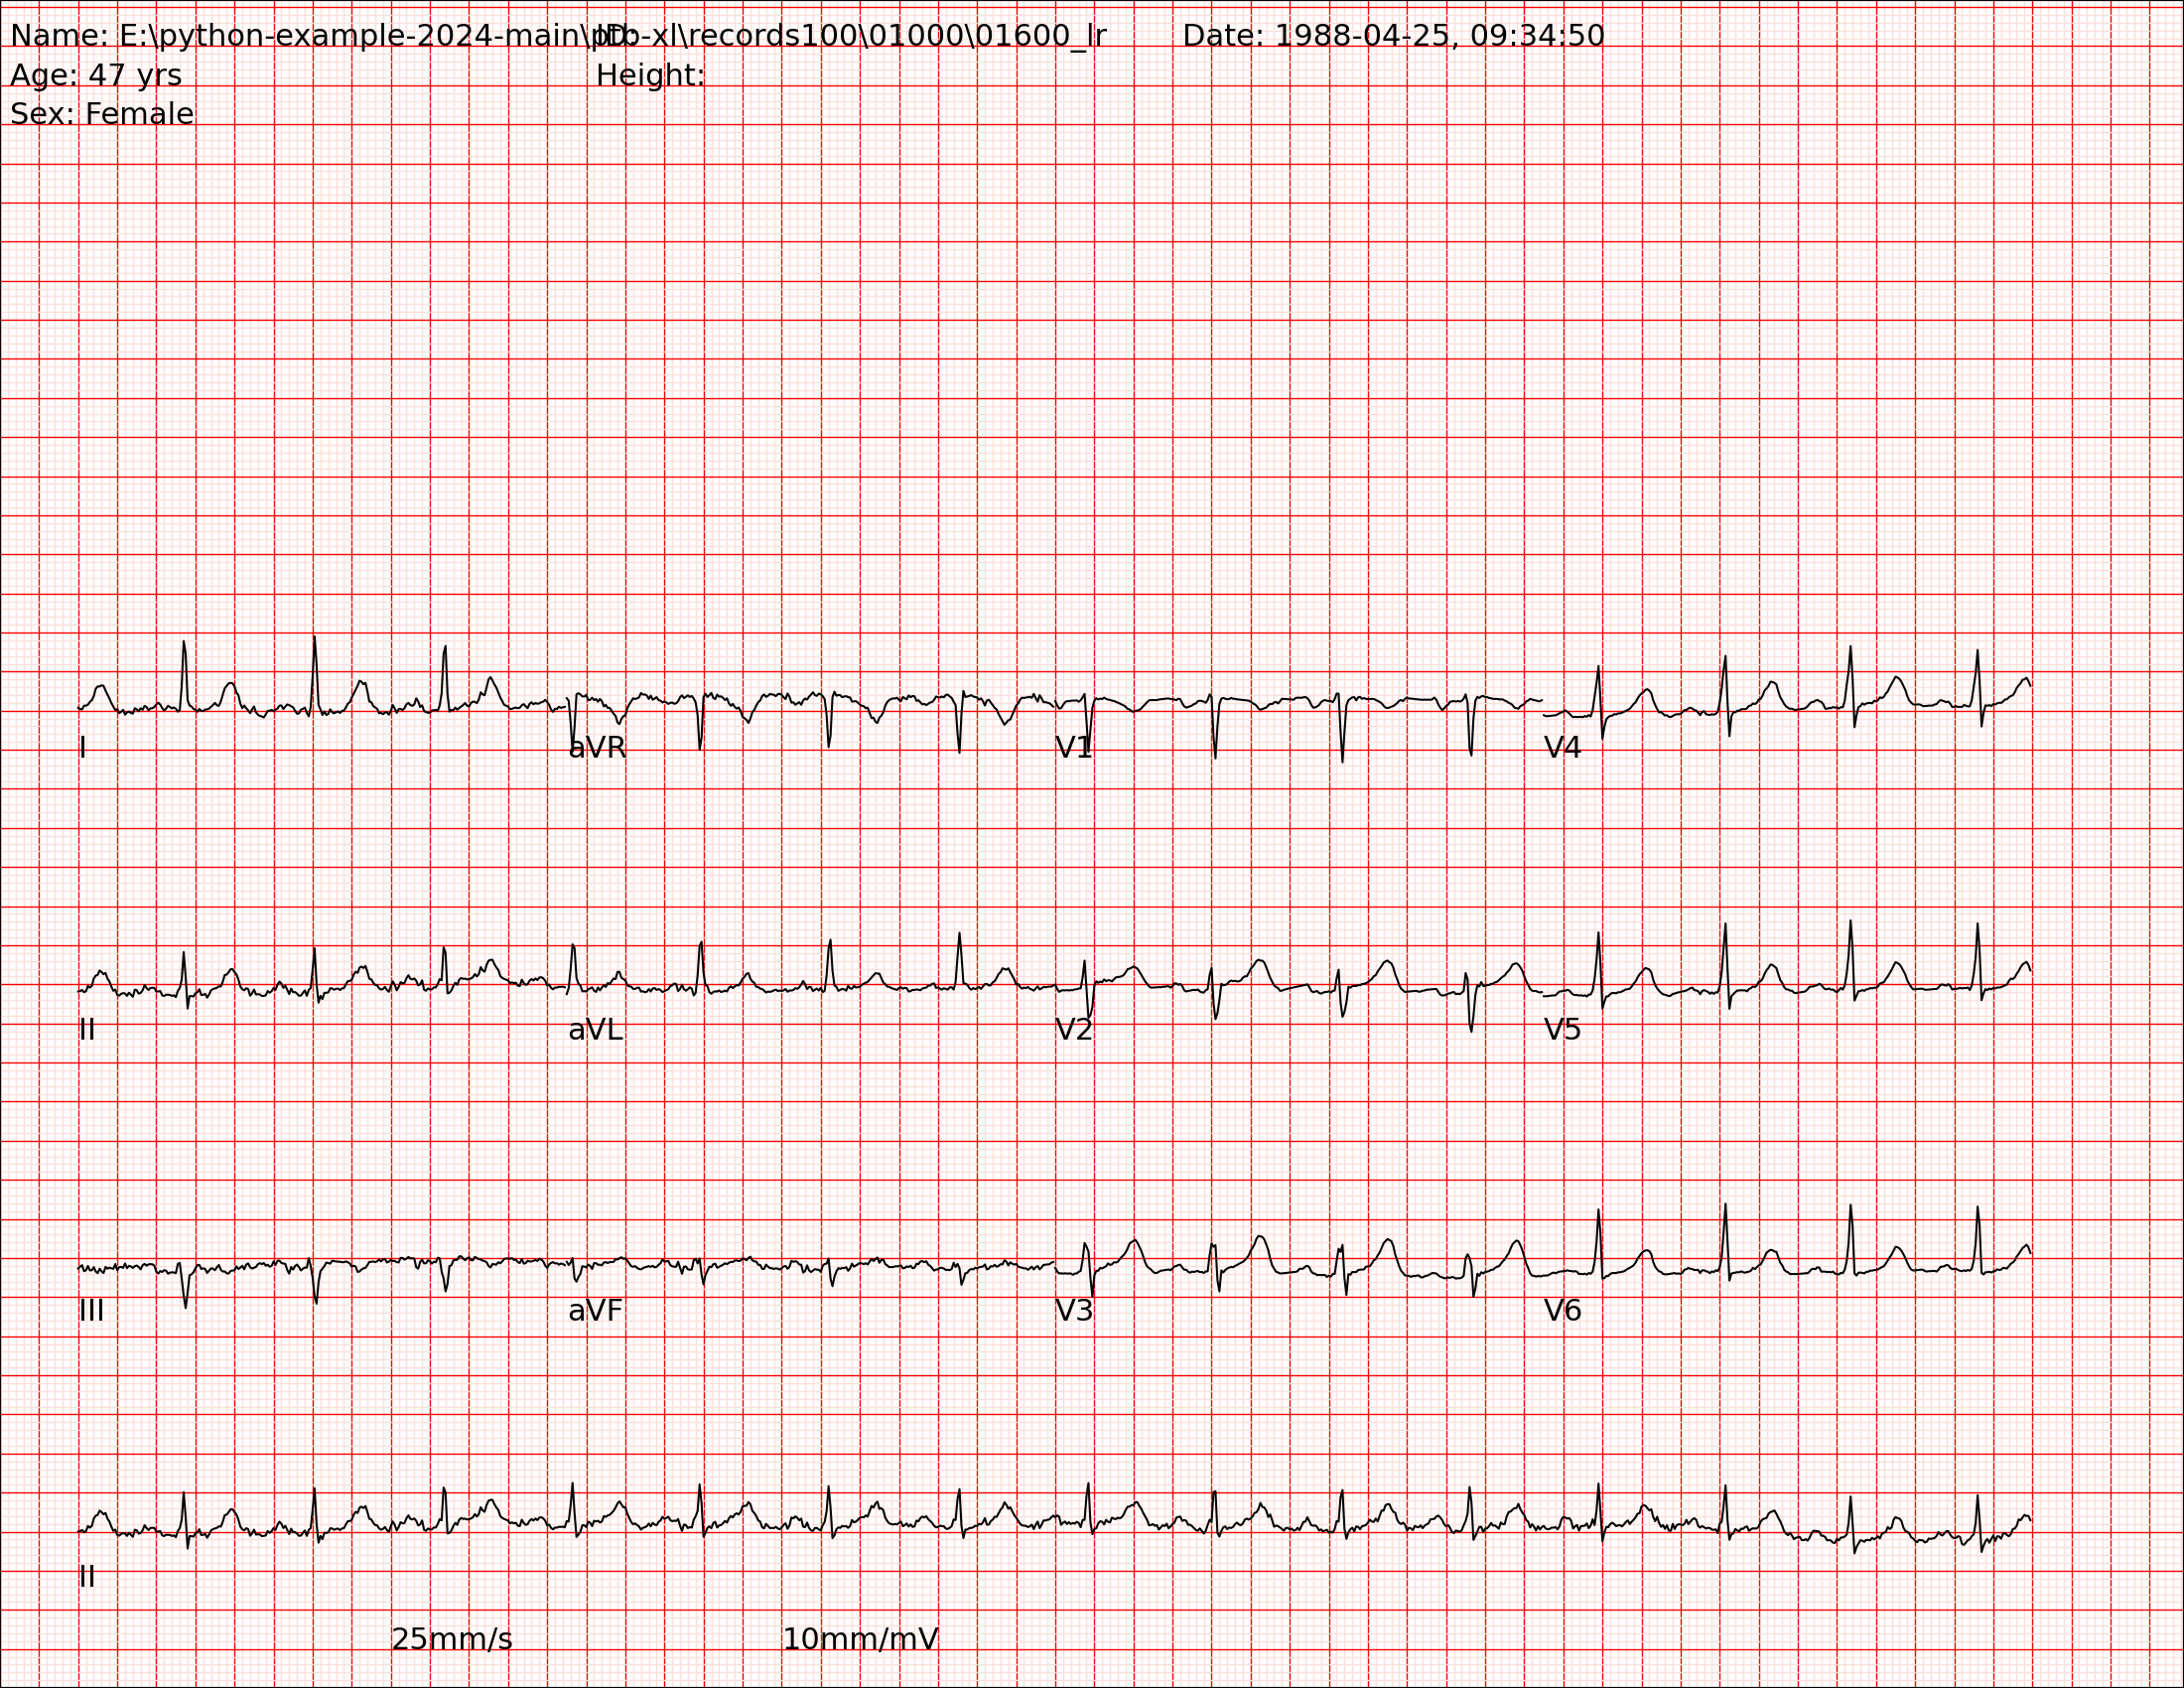 Name: E:\python-example-2024-main\ptb-xl\records100\01000\01600_lr ID: Date: 1988-04-25, 09:34:50
Age: 47 yrs Height:
Sex: Female
I aVR V1 V4
II aVL V2 V5
III aVF V3 V6
II
25mm/s 10mm/mV